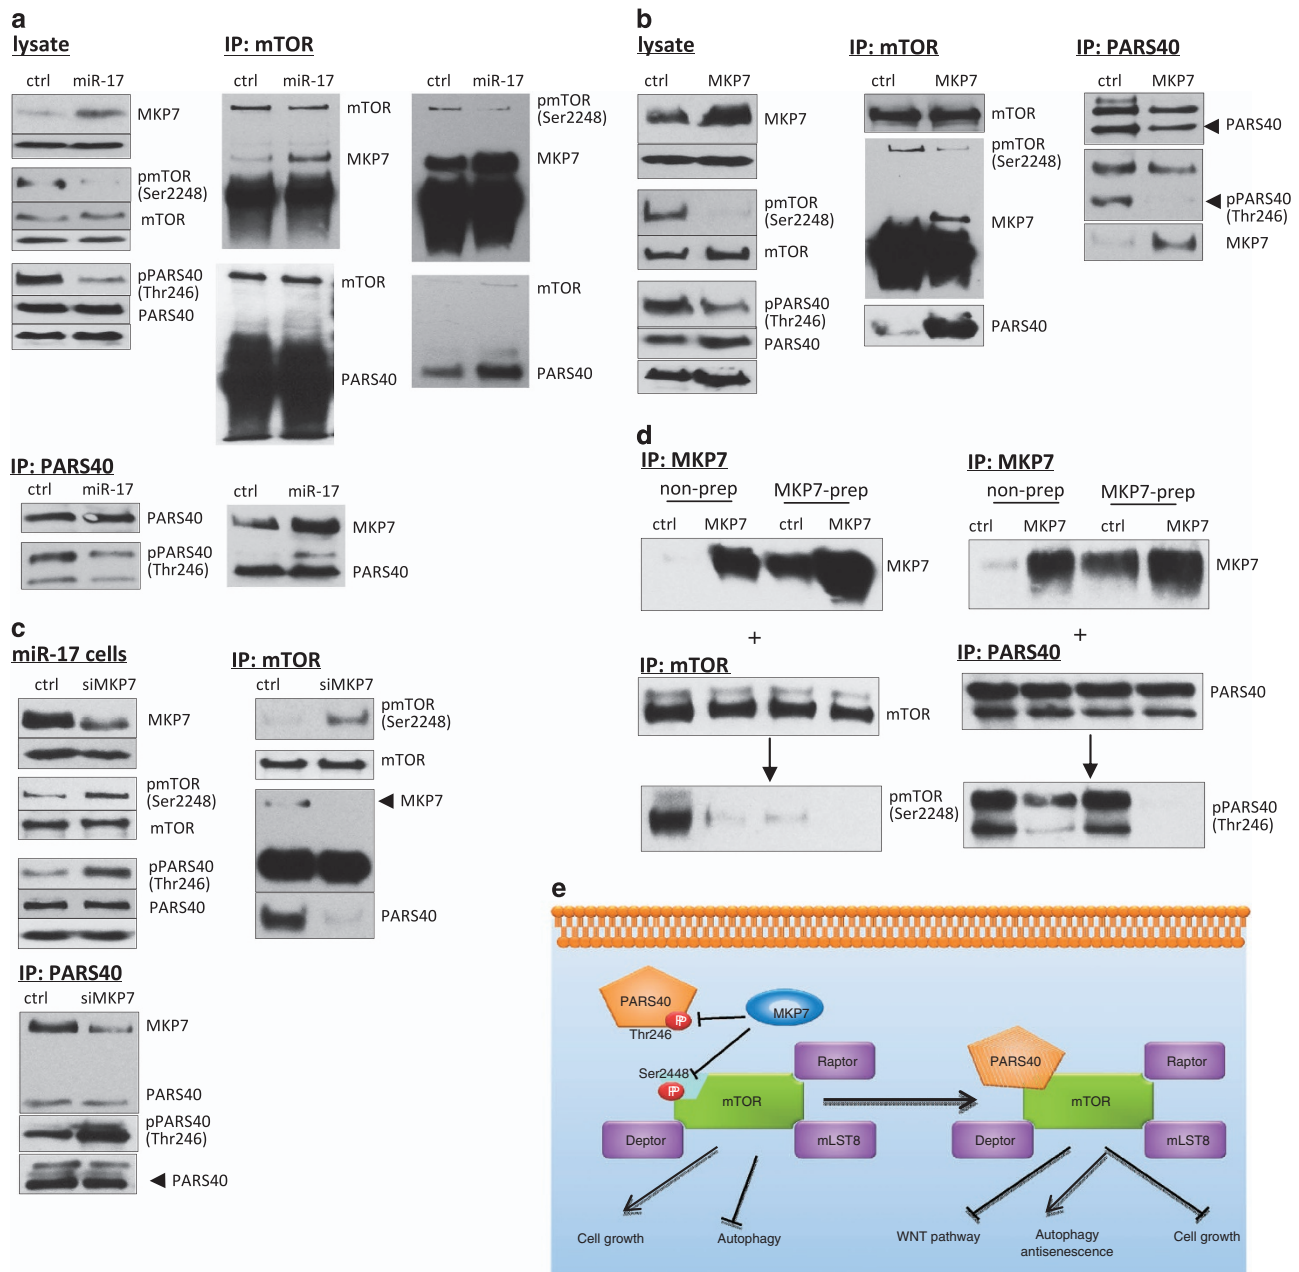 a
lysate
ctrl miR-17
MKP7
pmTOR
(Ser2248)
mTOR
pPARS40
(Thr246)
PARS40
IP: mTOR
ctrl miR-17
mTOR
MKP7
mTOR
PARS40
ctrl miR-17
pmTOR
(Ser2248)
MKP7
mTOR
PARS40
IP: PARS40
ctrl miR-17
PARS40
pPARS40
(Thr246)
ctrl miR-17
MKP7
PARS40
b
lysate
ctrl MKP7
MKP7
pmTOR
(Ser2248)
mTOR
pPARS40
(Thr246)
PARS40
IP: mTOR
ctrl MKP7
mTOR
pmTOR
(Ser2248)
MKP7
PARS40
IP: PARS40
ctrl MKP7
PARS40
pPARS40
(Thr246)
MKP7
c
miR-17 cells
ctrl siMKP7
MKP7
pmTOR
(Ser2248)
mTOR
pPARS40
(Thr246)
PARS40
IP: mTOR
ctrl siMKP7
pmTOR
(Ser2248)
mTOR
MKP7
PARS40
IP: PARS40
ctrl siMKP7
MKP7
PARS40
pPARS40
(Thr246)
PARS40
d
IP: MKP7
non-prep MKP7-prep
ctrl MKP7 ctrl MKP7
MKP7
+
IP: mTOR
mTOR
pmTOR
(Ser2248)
IP: MKP7
non-prep MKP7-prep
ctrl MKP7 ctrl MKP7
MKP7
+
IP: PARS40
PARS40
pPARS40
(Thr246)
e
PARS40
PP
Thr246
MKP7
Ser2448
PP
Raptor
mTOR
Deptor
mLST8
Cell growth
Autophagy
PARS40
Raptor
mTOR
Deptor
mLST8
WNT pathway
Autophagy
antisenescence
Cell growth